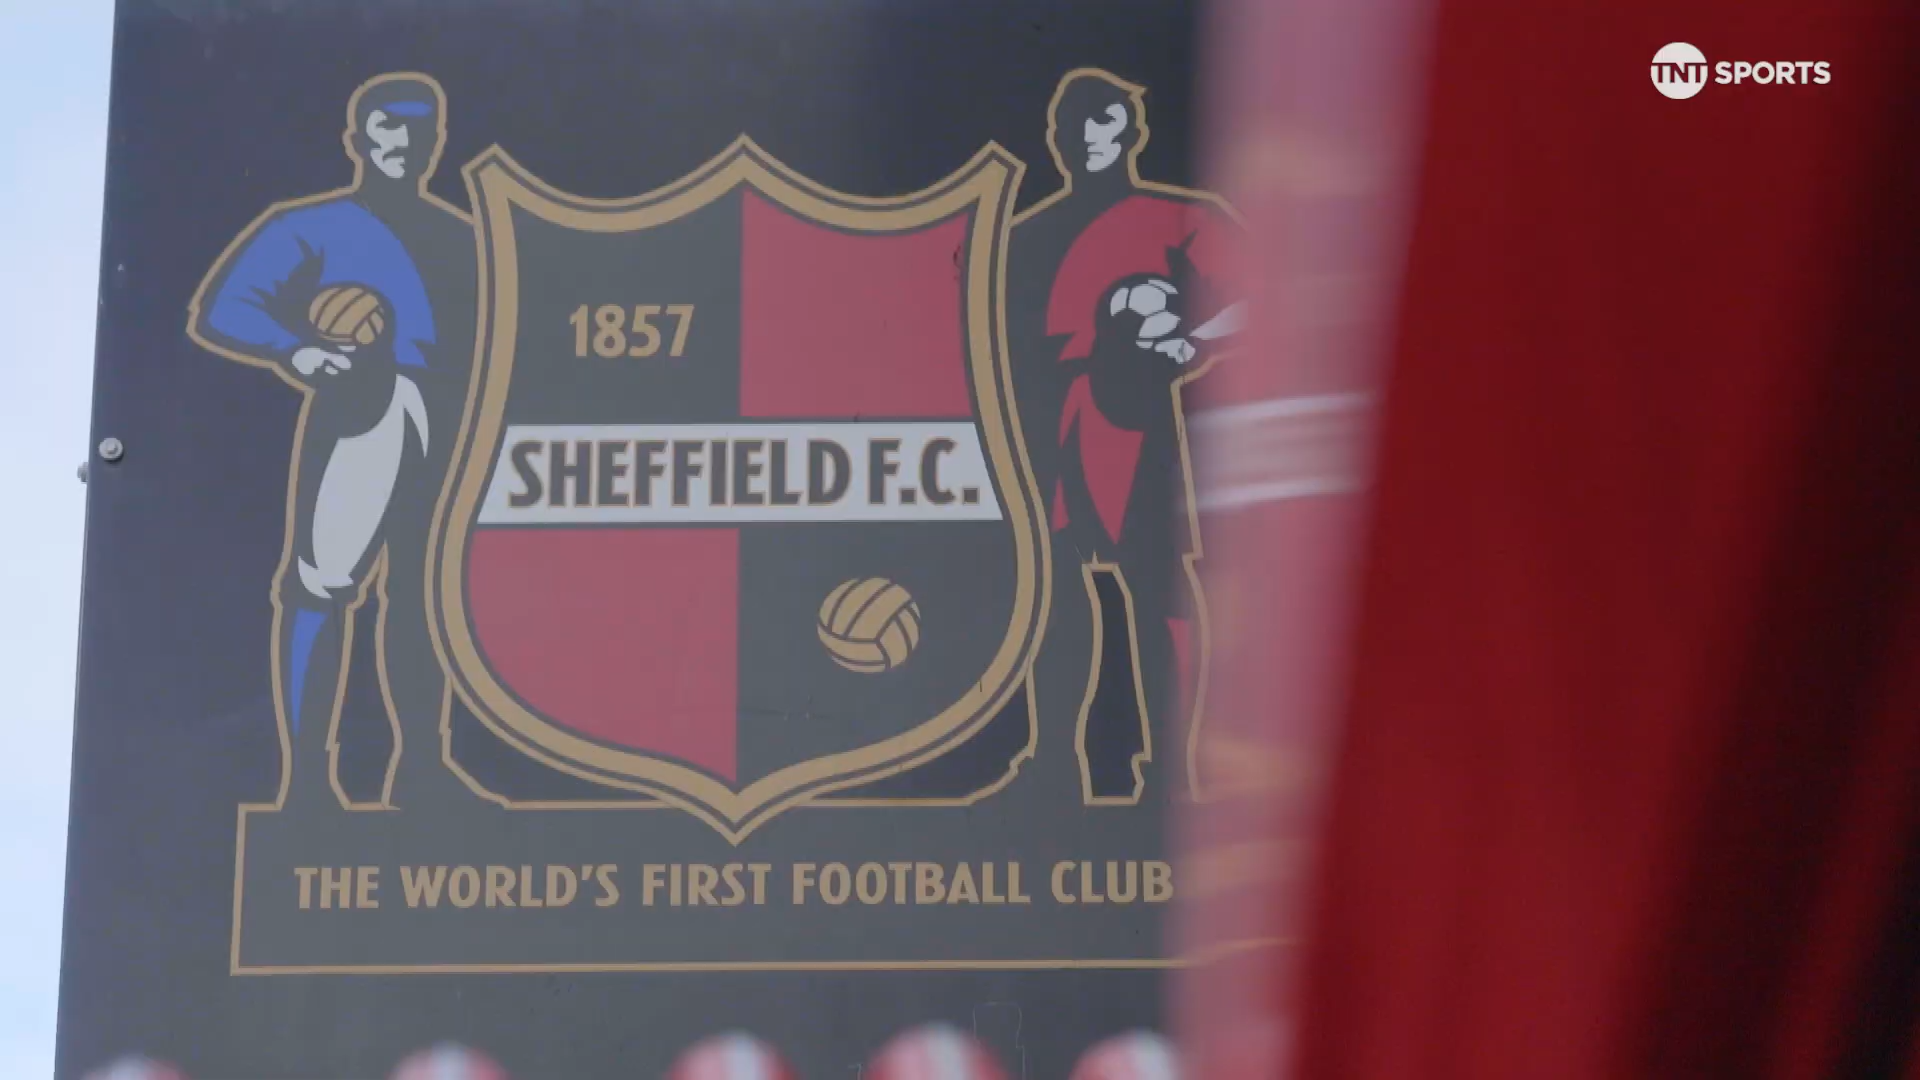 TNT SPORTS
1857
SHEFFIELD F.C.
THE WORLD'S FIRST FOOTBALL CLUB